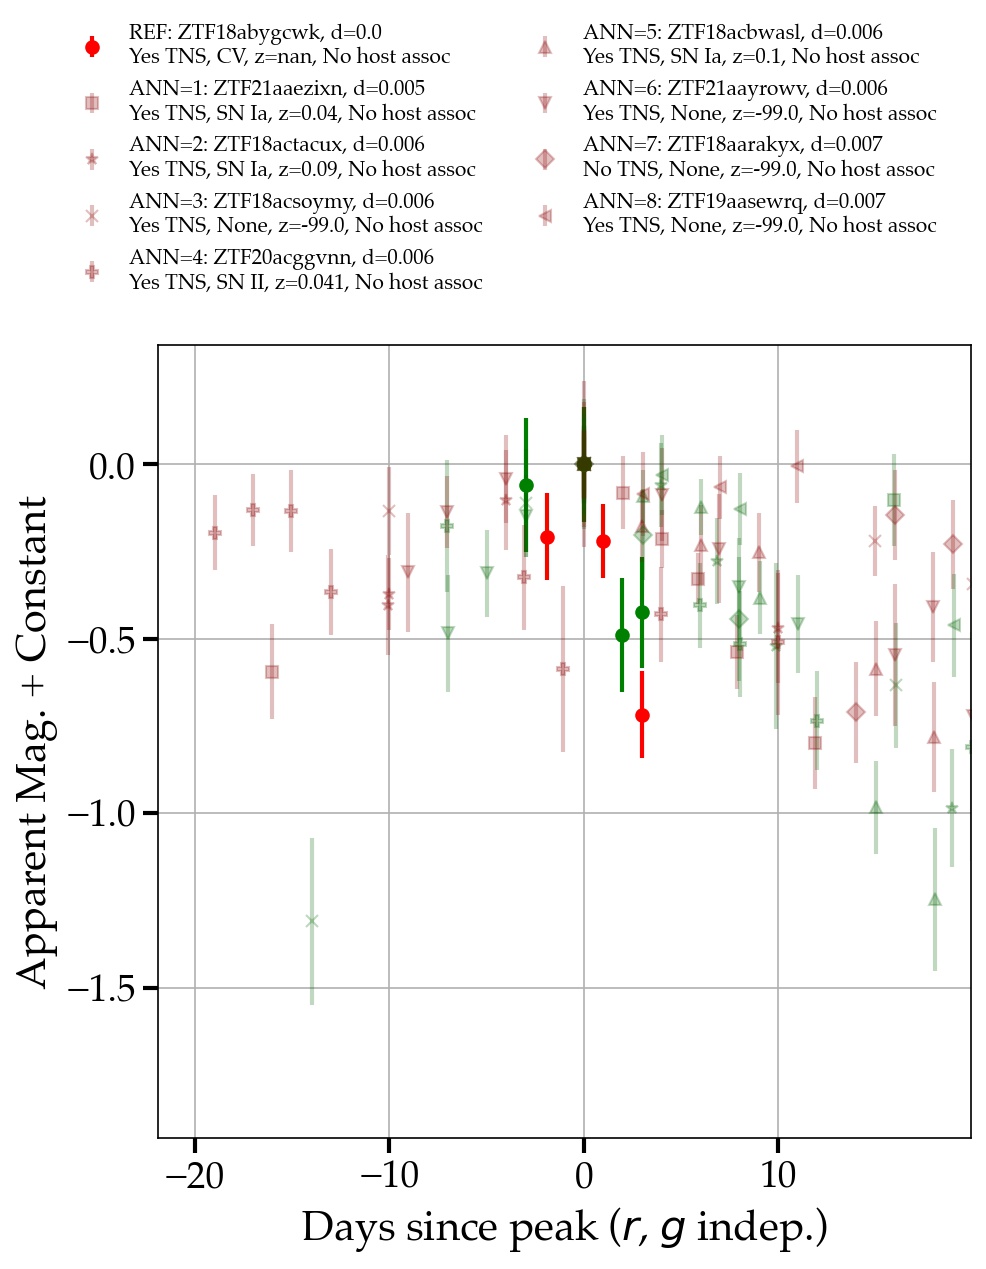 REF: ZTF18abygcwk, d=0.0
Yes TNS, CV, z=nan, No host assoc
ANN=1: ZTF21aaezixn, d=0.005
Yes TNS, SN Ia, z=0.04, No host assoc
ANN=2: ZTF18actacux, d=0.006
Yes TNS, SN Ia, z=0.09, No host assoc
ANN=3: ZTF18acsoymy, d=0.006
Yes TNS, None, z=-99.0, No host assoc
ANN=4: ZTF20acggvnn, d=0.006
Yes TNS, SN II, z=0.041, No host assoc
ANN=5: ZTF18acbwasl, d=0.006
Yes TNS, SN Ia, z=0.1, No host assoc
ANN=6: ZTF21aayrowv, d=0.006
Yes TNS, None, z=-99.0, No host assoc
ANN=7: ZTF18aarakyx, d=0.007
No TNS, None, z=-99.0, No host assoc
ANN=8: ZTF19aasewrq, d=0.007
Yes TNS, None, z=-99.0, No host assoc
Apparent Mag. + Constant
0.0
−0.5
−1.0
−1.5
−20
−10
0
10
Days since peak (r, g indep.)